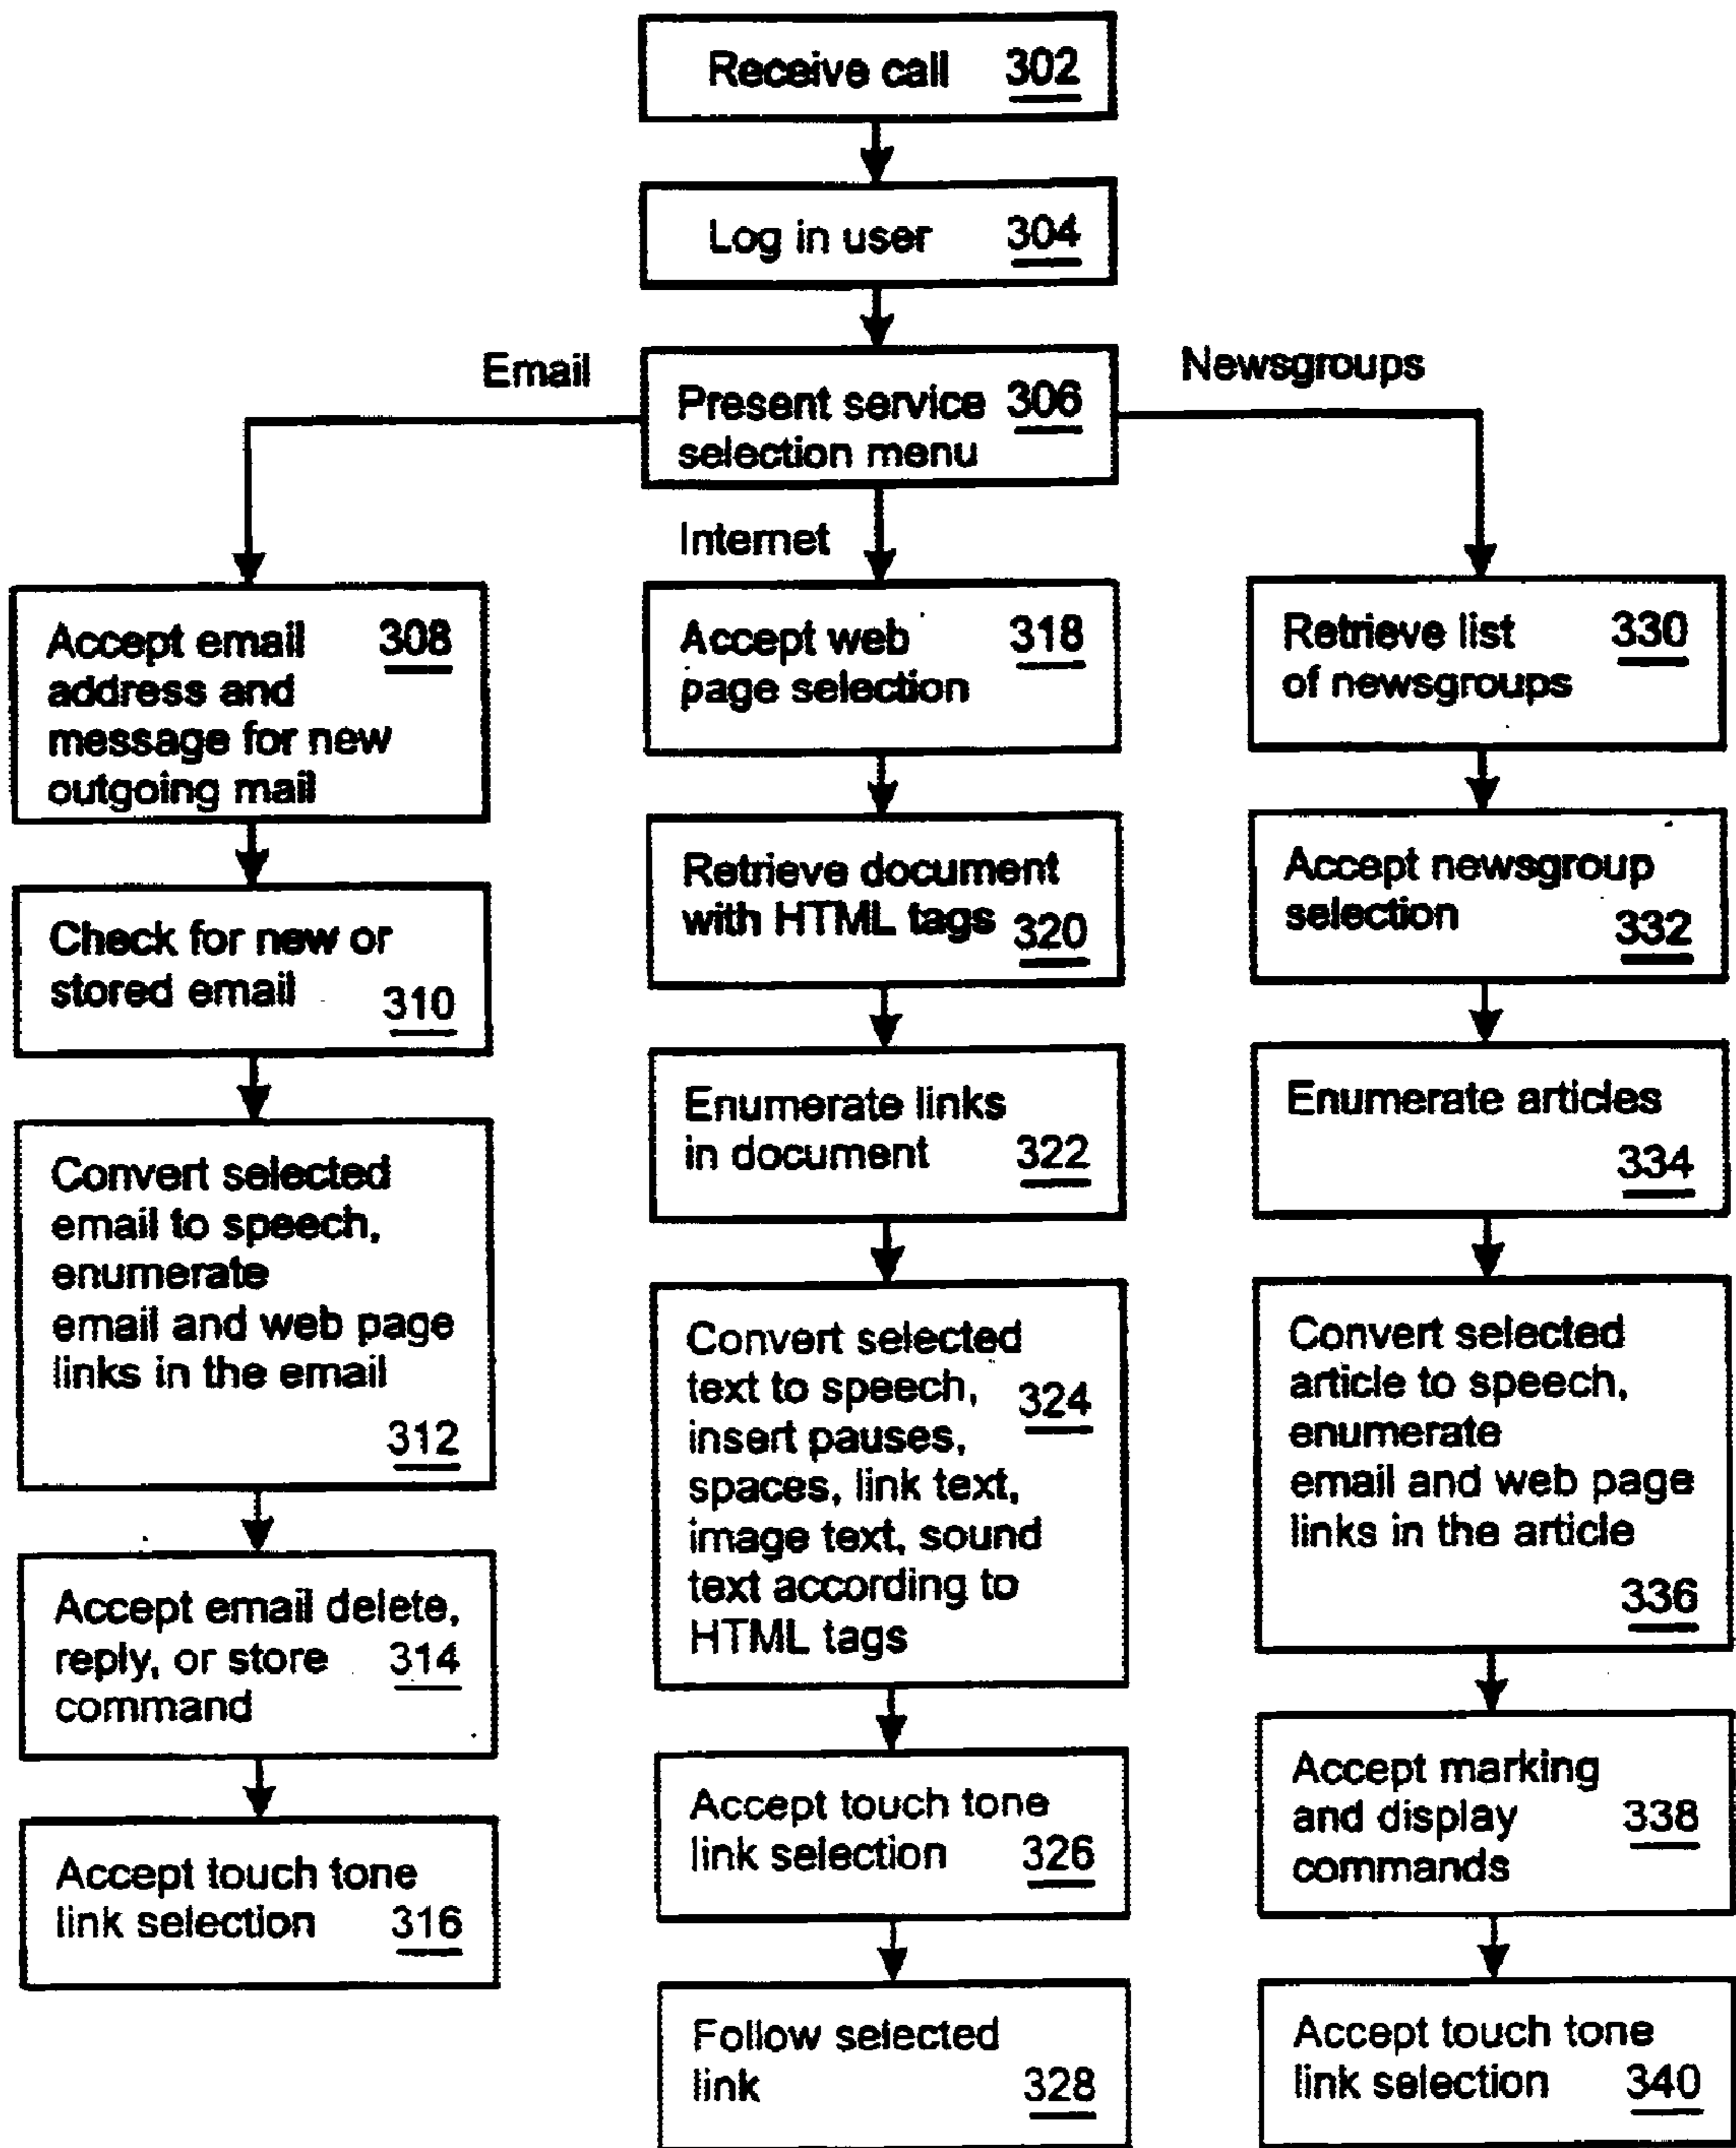 Receive call 302
Log in user 304
Email
Newsgroups
Present service 306
selection menu
Internet
Accept email 308
address and
message for new
outgoing mail
Check for new or
stored email 310
Convert selected
email to speech,
enumerate
email and web page
links in the email
312
Accept email delete,
reply, or store 314
command
Accept touch tone
link selection 316
Accept web 318
page selection
Retrieve document
with HTML tags 320
Enumerate links
in document 322
Convert selected
text to speech, 324
insert pauses,
spaces, link text,
image text, sound
text according to
HTML tags
Accept touch tone
link selection 326
Follow selected
link 328
Retrieve list 330
of newsgroups
Accept newsgroup
selection 332
Enumerate articles
334
Convert selected
article to speech,
enumerate
email and web page
links in the article
336
Accept marking
and display 338
commands
Accept touch tone
link selection 340